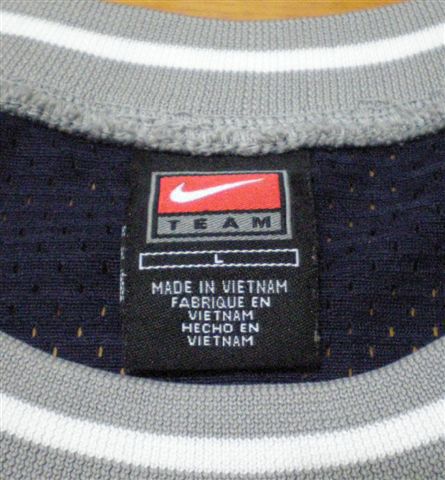 TEAM
L
MADE IN VIETNAM
FABRIQUE EN
VIETNAM
HECHO EN
VIETNAM